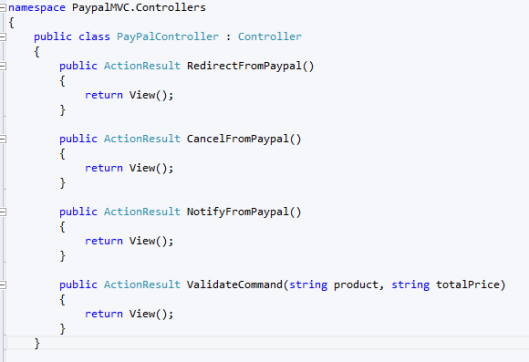 namespace PaypalMVC.Controllers
{
    public class PayPalController : Controller
    {
        public ActionResult RedirectFromPaypal()
        {
            return View();
        }

        public ActionResult CancelFromPaypal()
        {
            return View();
        }

        public ActionResult NotifyFromPaypal()
        {
            return View();
        }

        public ActionResult ValidateCommand(string product, string totalPrice)
        {
            return View();
        }
    }